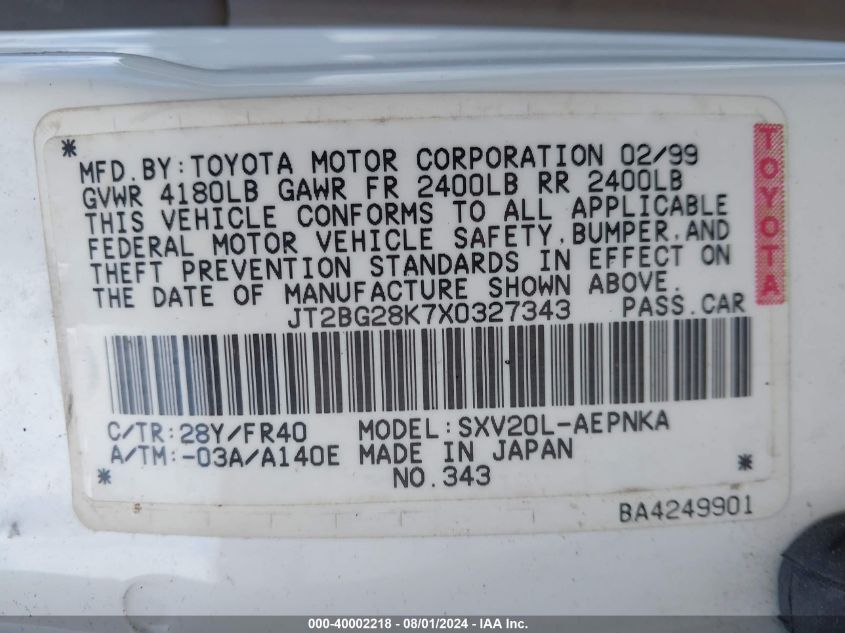 *
MFD.BY:TOYOTA MOTOR CORPORATION 02/99
GVWR 4180LB GAWR FR 2400LB RR 2400LB
THIS VEHICLE CONFORMS TO ALL APPLICABLE
FEDERAL MOTOR VEHICLE SAFETY,BUMPER,AND
THEFT PREVENTION STANDARDS IN EFFECT ON
THE DATE OF MANUFACTURE SHOWN ABOVE.
JT2BG28K7X0327343 PASS.CAR
TOYOTA
C/TR:28Y/FR40 MODEL:SXV20L-AEPNKA
A/TM:-03A/A140E MADE IN JAPAN
* NO.343 *
BA4249901
000-40002218 - 08/01/2024 - IAA Inc.